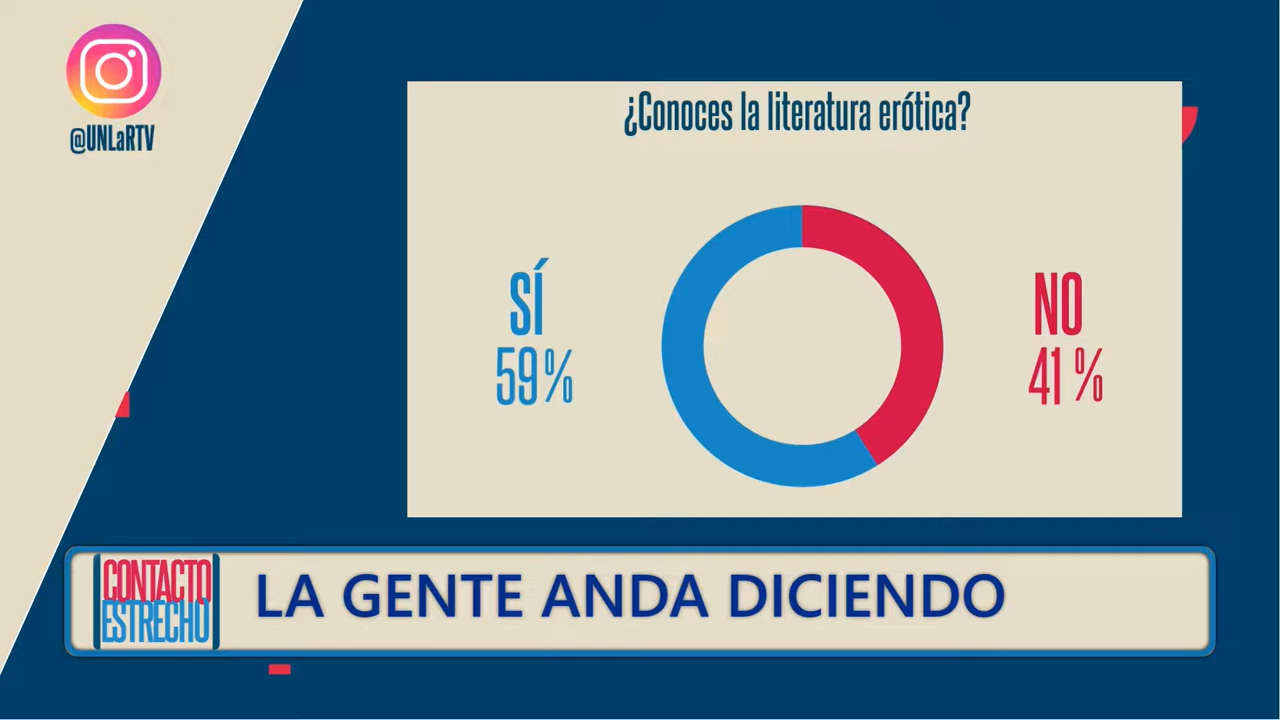 @UNLaRTV
¿Conoces la literatura erótica?
SÍ
59%
NO
41 %
CONTACTO
ESTRECHO
LA GENTE ANDA DICIENDO